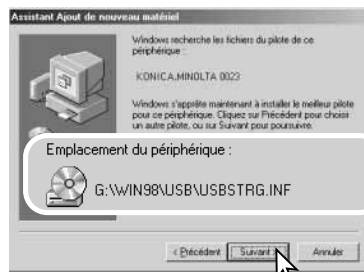 Assistant Ajout de nouveau matériel
Windows recherche les fichiers du pilote de ce
périphérique :
KONICA,MINOLTA 0023
Windows s'apprête maintenant à installer le meilleur pilote
pour ce périphérique. Cliquez sur Précédent pour choisir
un autre pilote, ou sur Suivant pour poursuivre.
Emplacement du périphérique :
G:\WIN98\USB\USBSTRG.INF
< Précédent
Suivant >
Annuler